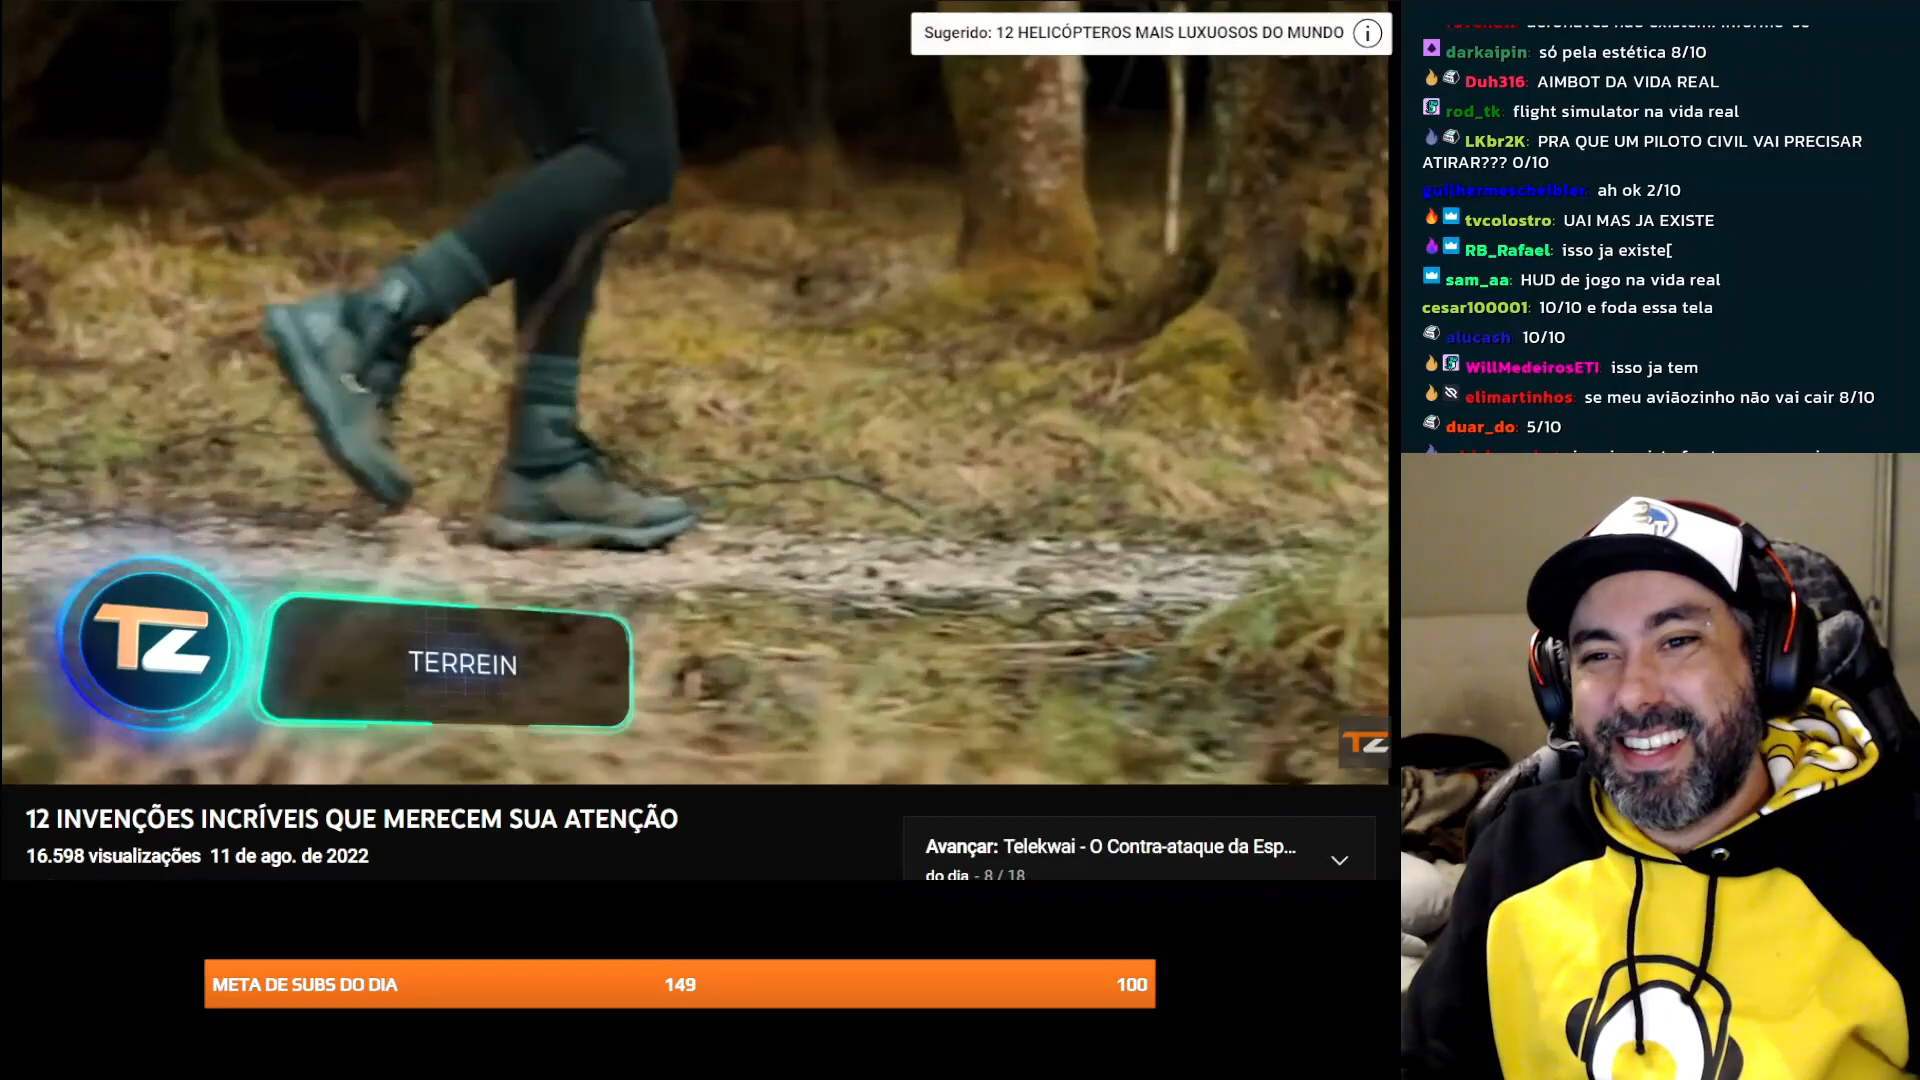 Sugerido: 12 HELICÓPTEROS MAIS LUXUOSOS DO MUNDO
TZ
TERREIN
TZ
12 INVENÇÕES INCRÍVEIS QUE MERECEM SUA ATENÇÃO
16.598 visualizações 11 de ago. de 2022
Avançar: Telekwai - O Contra-ataque da Esp...
do dia - 8 / 18
META DE SUBS DO DIA 149 100
darkaipin: só pela estética 8/10
Duh316: AIMBOT DA VIDA REAL
rod_tk: flight simulator na vida real
LKbr2K: PRA QUE UM PILOTO CIVIL VAI PRECISAR
ATIRAR??? 0/10
guilhermescheibler: ah ok 2/10
tvcolostro: UAI MAS JA EXISTE
RB_Rafael: isso ja existe[
sam_aa: HUD de jogo na vida real
cesar100001: 10/10 e foda essa tela
alucash: 10/10
WillMedeirosETI: isso ja tem
elimartinhos: se meu aviãozinho não vai cair 8/10
duar_do: 5/10